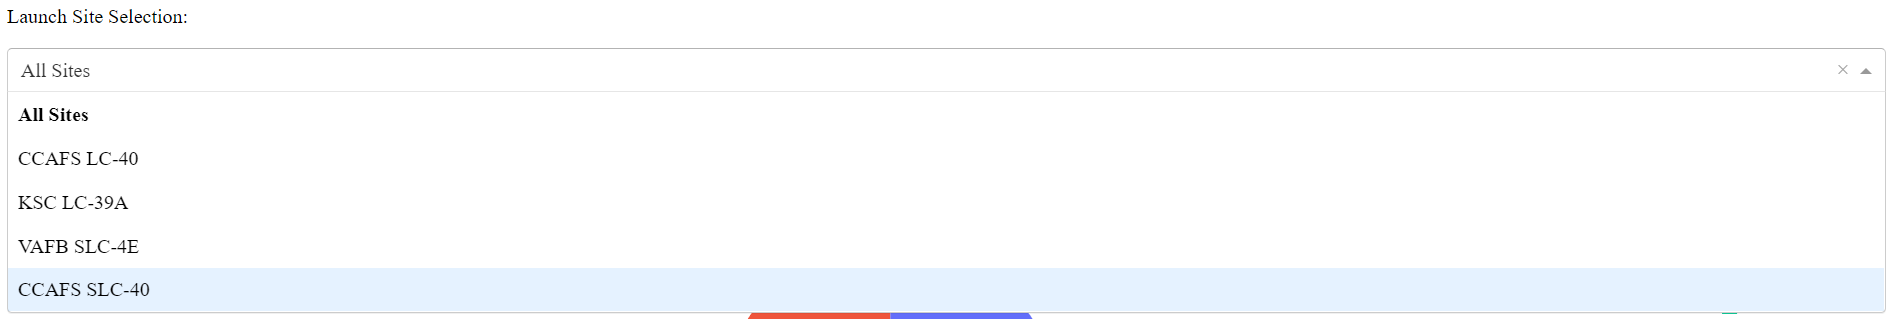 Launch Site Selection:
All Sites
All Sites
CCAFS LC-40
KSC LC-39A
VAFB SLC-4E
CCAFS SLC-40